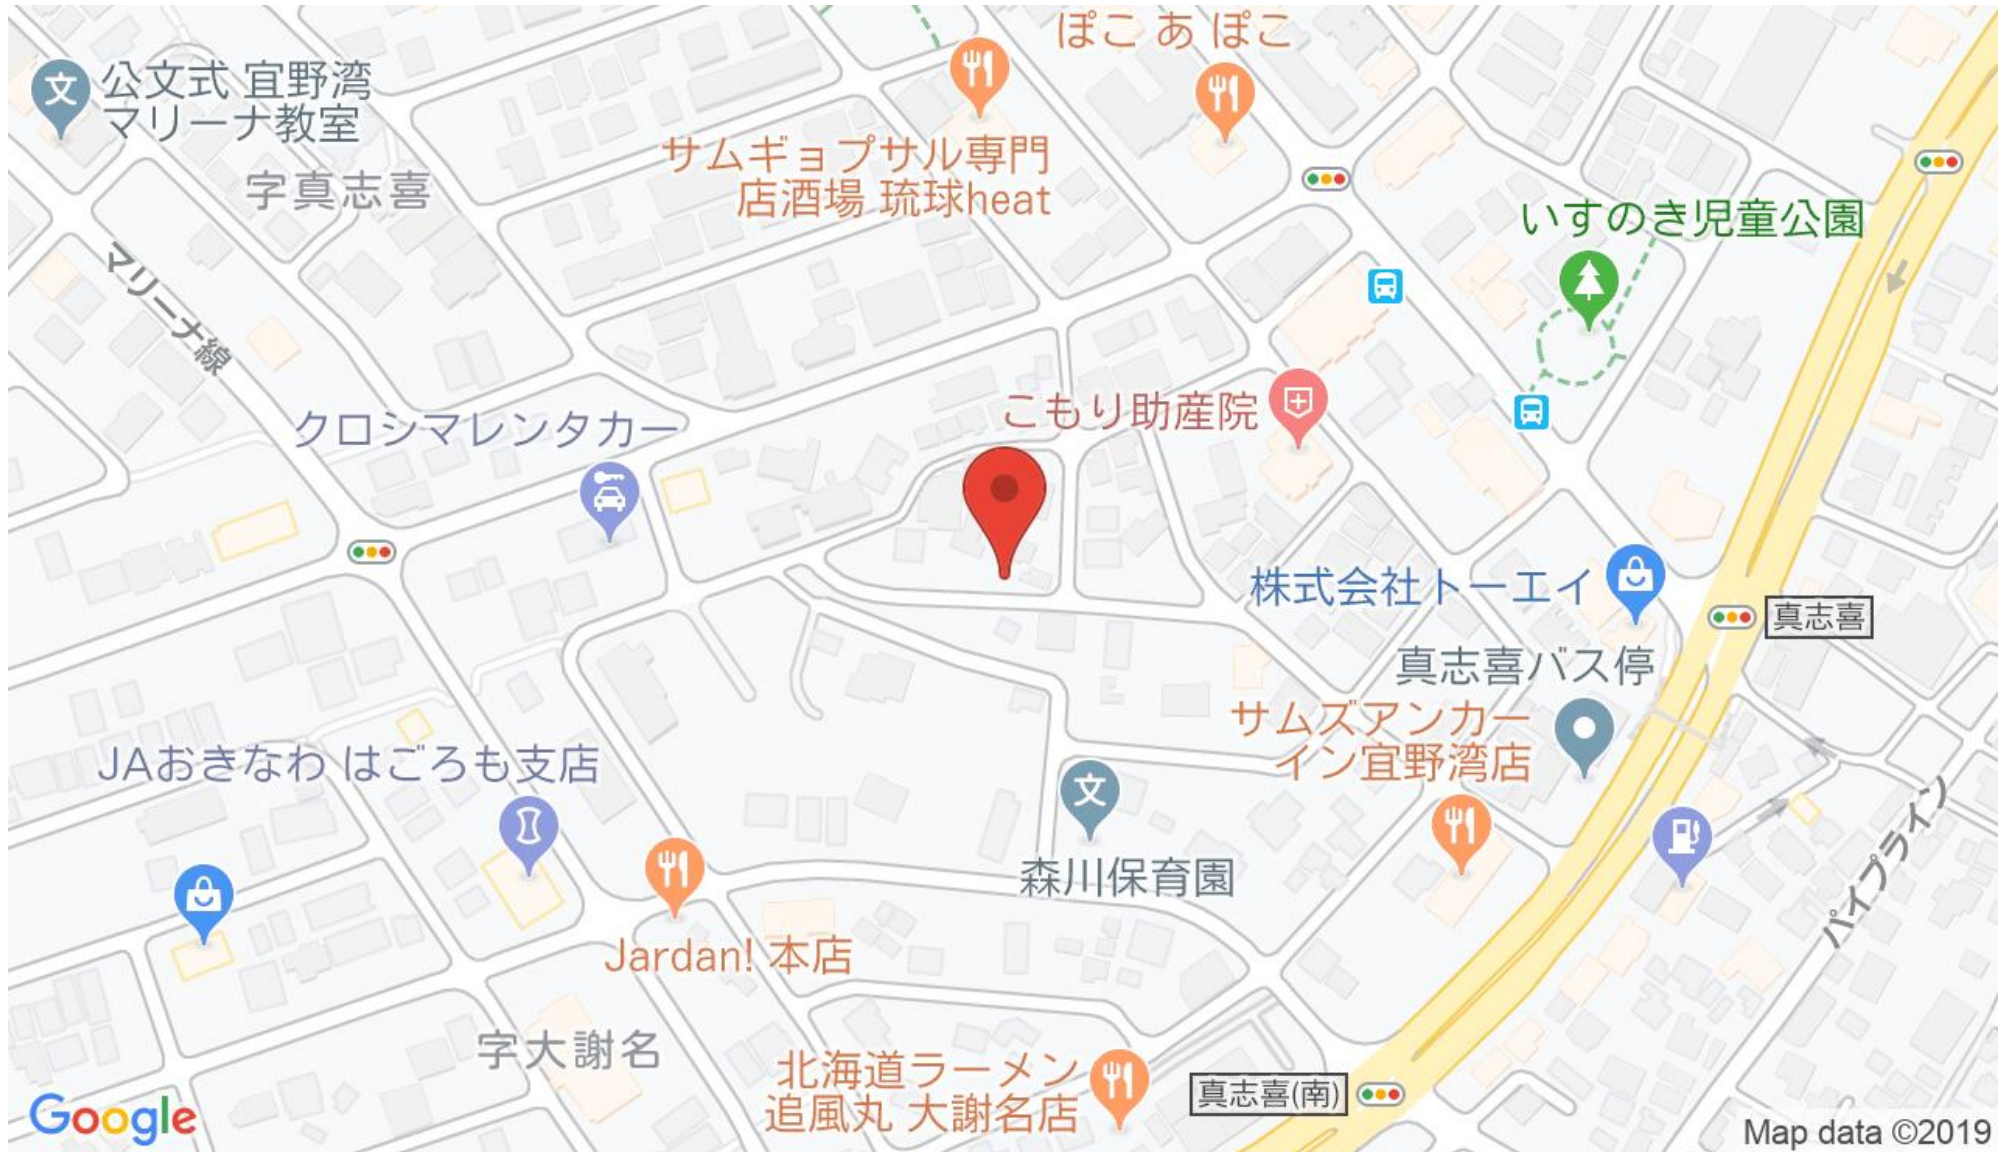 ぽこ あ ぽこ
公文式 宜野湾
マリーナ教室
サムギョプサル専門
店酒場 琉球heat
字真志喜
いすのき児童公園
マリーナ線
こもり助産院
クロシマレンタカー
株式会社トーエイ
真志喜
真志喜バス停
サムズアンカー
イン宜野湾店
JAおきなわ はごろも支店
パイプライン
森川保育園
Jardan! 本店
字大謝名
北海道ラーメン
追風丸 大謝名店
真志喜(南)
Google
Map data ©2019